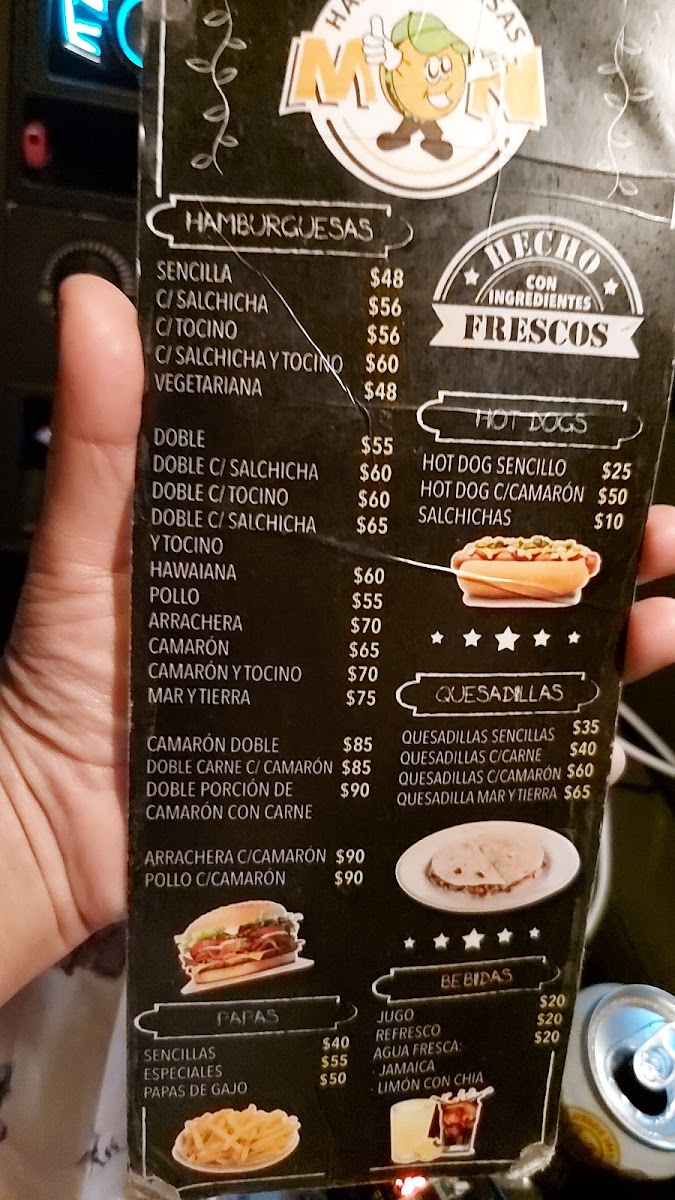 MON
HAMBURGUESAS
SENCILLA $48
C/ SALCHICHA $56
C/ TOCINO $56
C/ SALCHICHA Y TOCINO $60
VEGETARIANA $48
DOBLE $55
DOBLE C/ SALCHICHA $60
DOBLE C/ TOCINO $60
DOBLE C/ SALCHICHA $65
Y TOCINO
HAWAIANA $60
POLLO $55
ARRACHERA $70
CAMARÓN $65
CAMARÓN Y TOCINO $70
MAR Y TIERRA $75
CAMARÓN DOBLE $85
DOBLE CARNE C/ CAMARÓN $85
DOBLE PORCIÓN DE $90
CAMARÓN CON CARNE
ARRACHERA C/CAMARÓN $90
POLLO C/CAMARÓN $90
PAPAS
SENCILLAS $40
ESPECIALES $55
PAPAS DE GAJO $50
HECHO
CON
INGREDIENTES
FRESCOS
HOT DOGS
HOT DOG SENCILLO $25
HOT DOG C/CAMARÓN $50
SALCHICHAS $10
QUESADILLAS
QUESADILLAS SENCILLAS $35
QUESADILLAS C/CARNE $40
QUESADILLAS C/CAMARÓN $60
QUESADILLA MAR Y TIERRA $65
BEBIDAS
JUGO $20
REFRESCO $20
AGUA FRESCA: $20
· JAMAICA
· LIMÓN CON CHIA